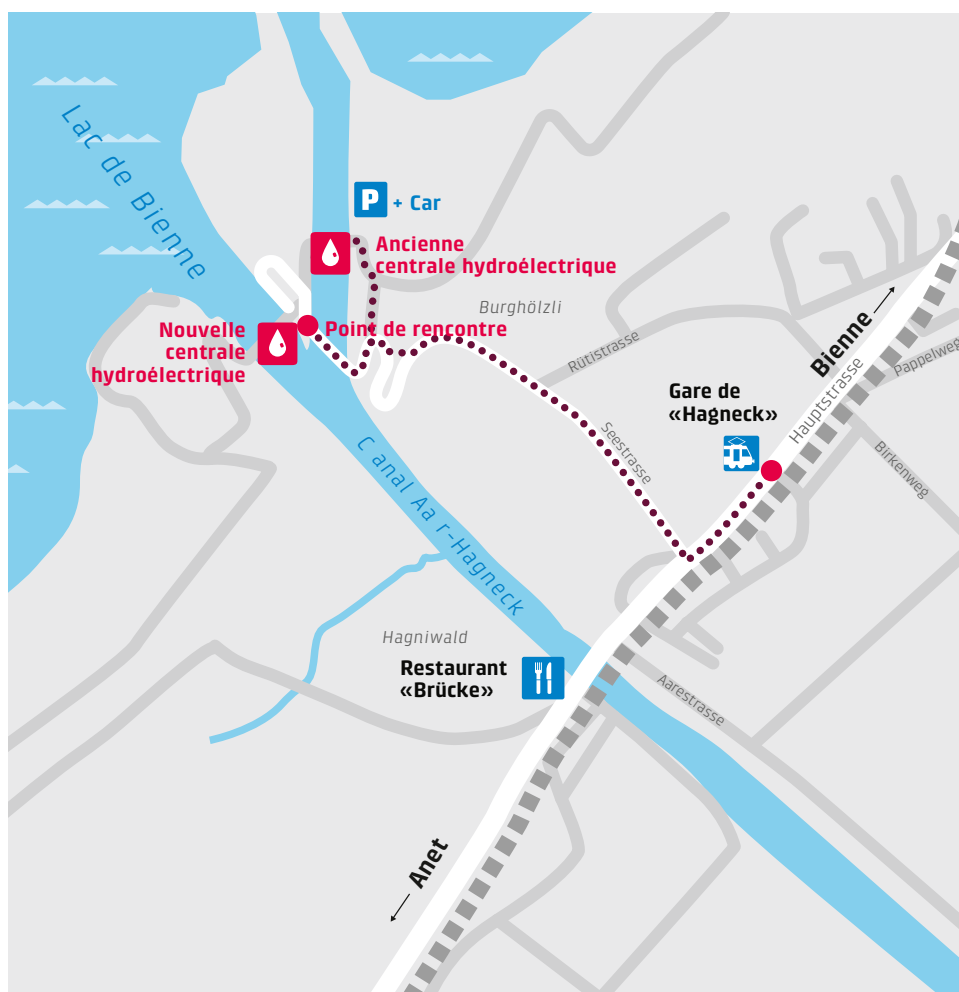 Lac de Bienne
P + Car
Ancienne
centrale hydroélectrique
Burghölzli
Nouvelle
centrale
hydroélectrique
Point de rencontre
Rütistrasse
Bienne
Pappelweg
Gare de
«Hagneck»
Hauptstrasse
Seestrasse
Birkenweg
Canal Aar-Hagneck
Hagniwald
Restaurant
«Brücke»
Aarestrasse
Anet